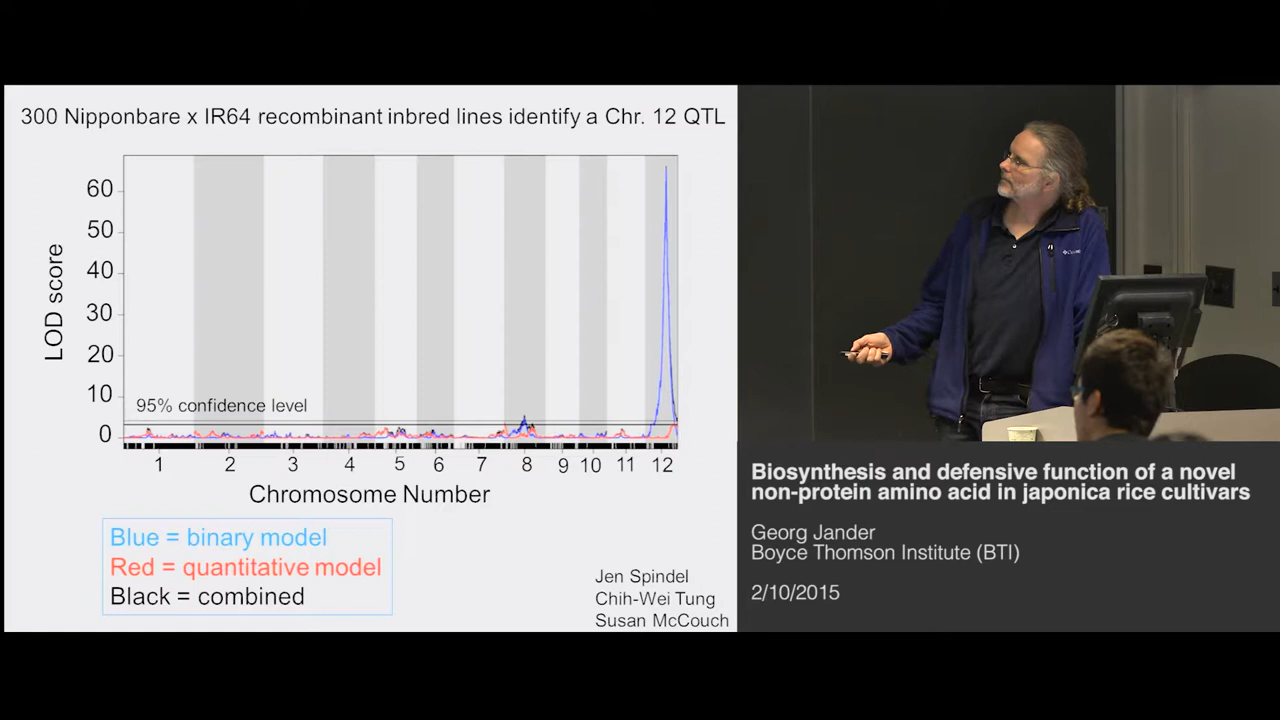 300 Nipponbare x IR64 recombinant inbred lines identify a Chr. 12 QTL
LOD score
60
50
40
30
20
10
0
95% confidence level
1 2 3 4 5 6 7 8 9 10 11 12
Chromosome Number
Blue = binary model
Red = quantitative model
Black = combined
Jen Spindel
Chih-Wei Tung
Susan McCouch
Biosynthesis and defensive function of a novel
non-protein amino acid in japonica rice cultivars
Georg Jander
Boyce Thomson Institute (BTI)
2/10/2015